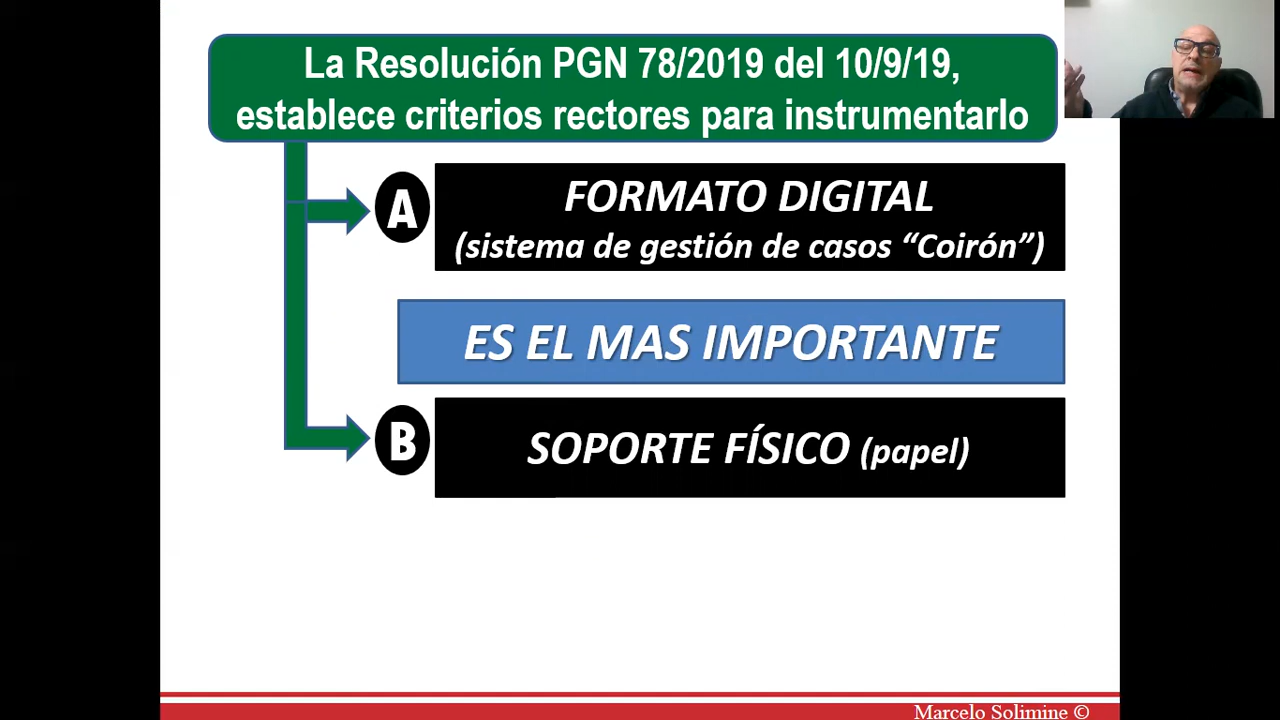 La Resolución PGN 78/2019 del 10/9/19,
establece criterios rectores para instrumentarlo
A
FORMATO DIGITAL
(sistema de gestión de casos “Coirón”)
ES EL MAS IMPORTANTE
B
SOPORTE FÍSICO (papel)
Marcelo Solimine ©